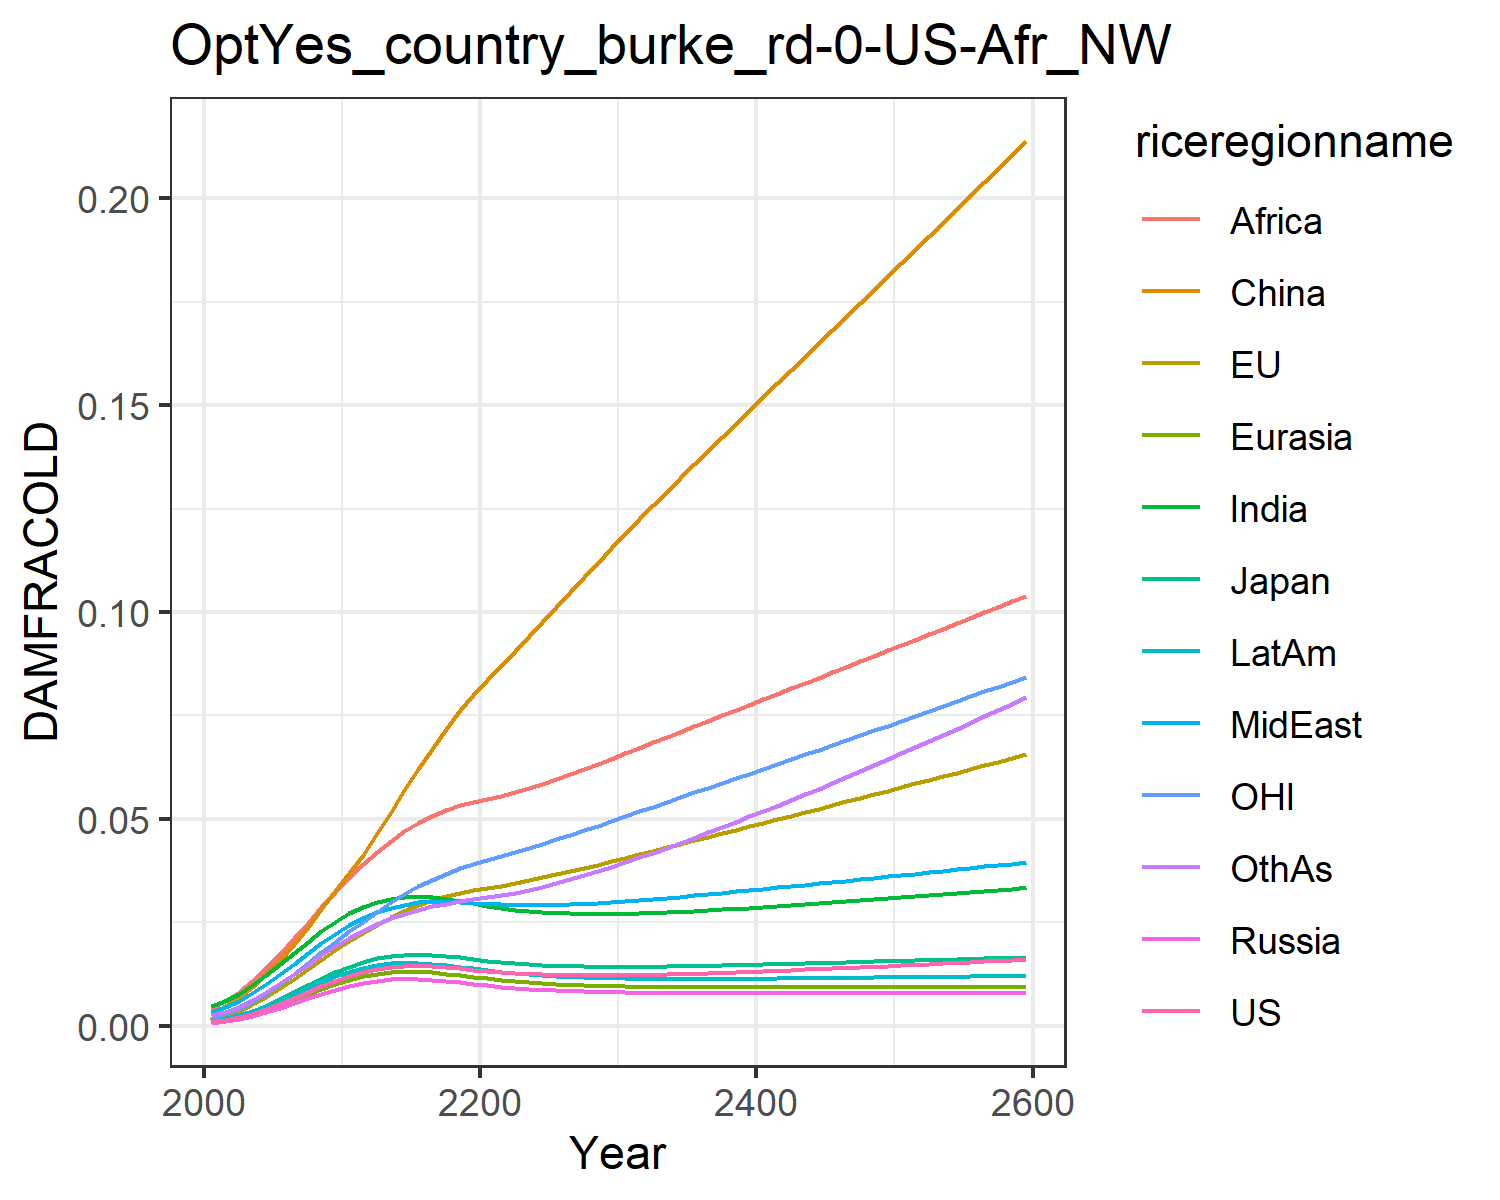 OptYes_country_burke_rd-0-US-Afr_NW
DAMFRACOLD
0.20
0.15
0.10
0.05
0.00
2000
2200
2400
2600
Year
riceregionname
Africa
China
EU
Eurasia
India
Japan
LatAm
MidEast
OHI
OthAs
Russia
US